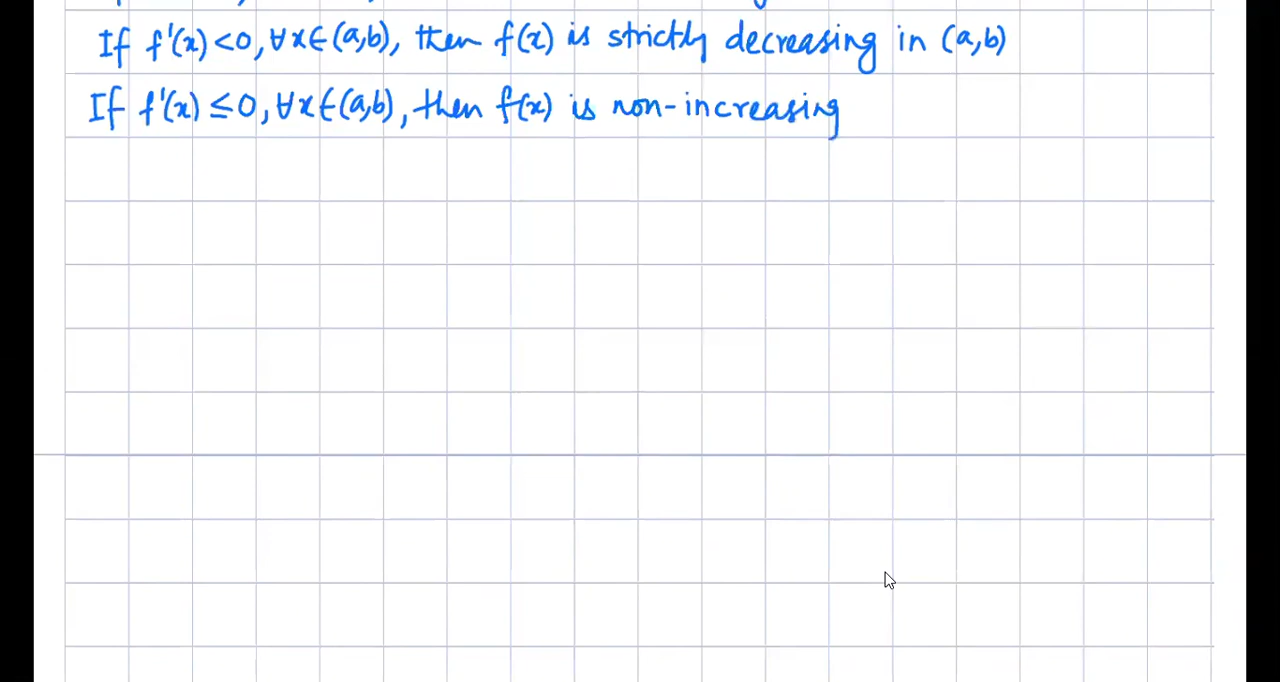 If f'(x) <0, ∀x∈(a,b), then f(x) is strictly decreasing in (a,b)
If f'(x) ≤0, ∀x∈(a,b), then f(x) is non-increasing